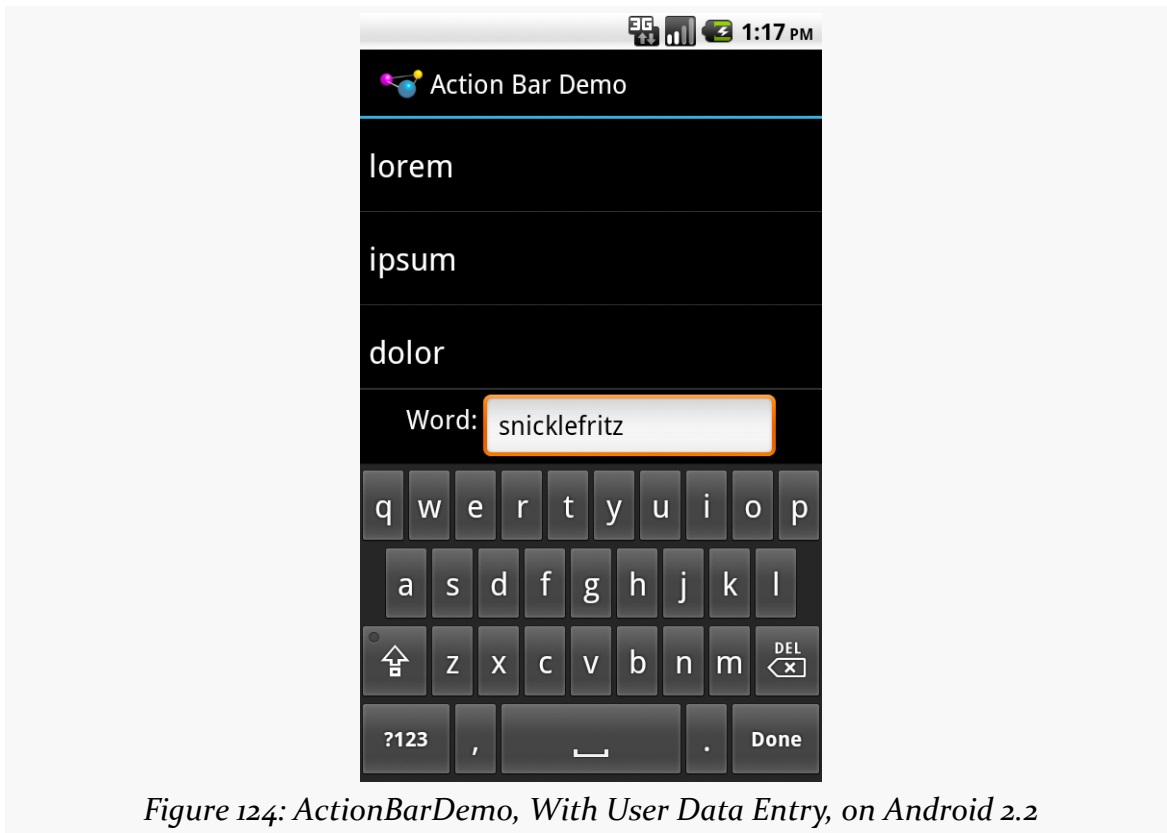 3G 1:17 PM
Action Bar Demo
lorem
ipsum
dolor
Word: snicklefritz
q w e r t y u i o p
a s d f g h j k l
z x c v b n m DEL
?123 , . Done
Figure 124: ActionBarDemo, With User Data Entry, on Android 2.2